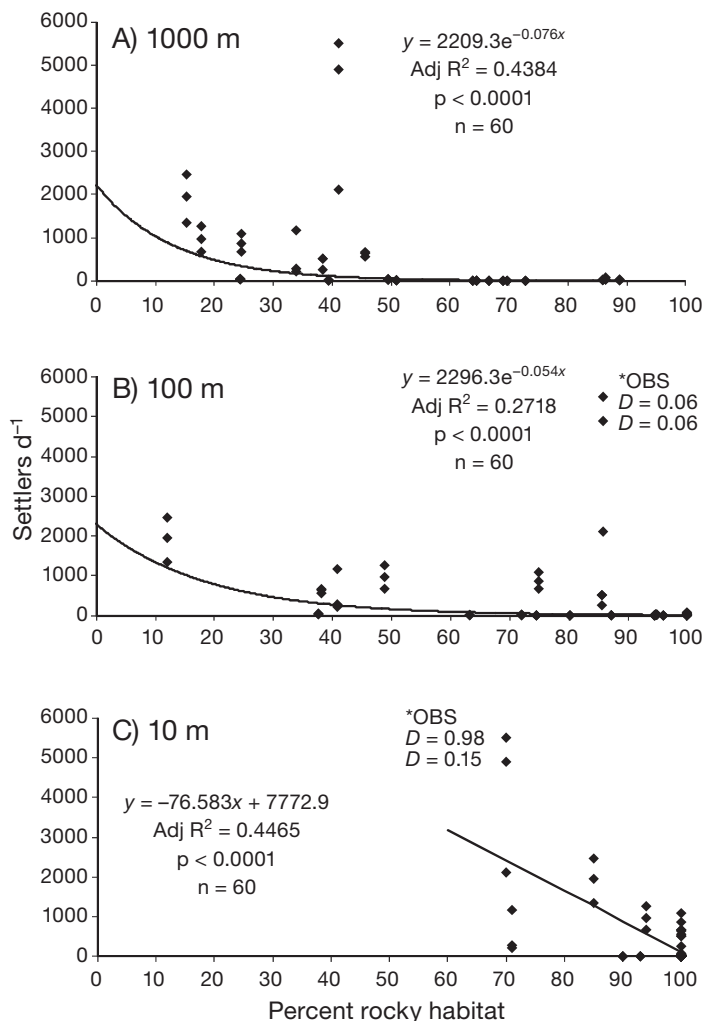 A) 1000 m
y = 2209.3e^−0.076x
Adj R² = 0.4384
p < 0.0001
n = 60
6000
5000
4000
3000
2000
1000
0
0 10 20 30 40 50 60 70 80 90 100
B) 100 m
y = 2296.3e^−0.054x
Adj R² = 0.2718
p < 0.0001
n = 60
*OBS
D = 0.06
D = 0.06
Settlers d⁻¹
6000
5000
4000
3000
2000
1000
0
0 10 20 30 40 50 60 70 80 90 100
C) 10 m
*OBS
D = 0.98
D = 0.15
y = −76.583x + 7772.9
Adj R² = 0.4465
p < 0.0001
n = 60
6000
5000
4000
3000
2000
1000
0
0 10 20 30 40 50 60 70 80 90 100
Percent rocky habitat